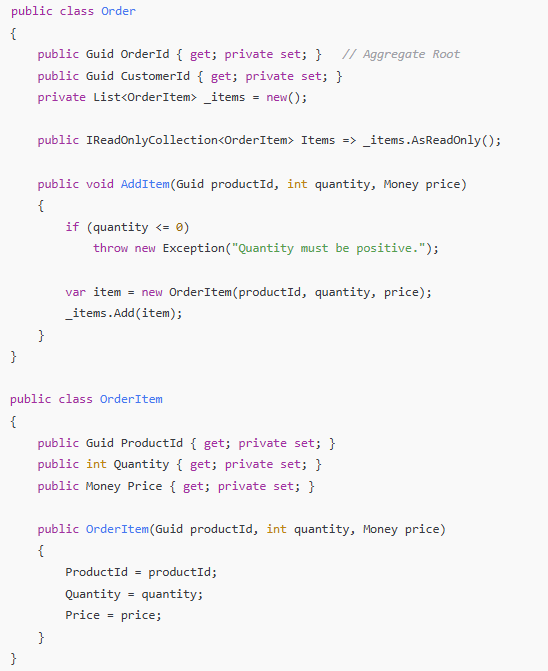 public class Order
{
    public Guid OrderId { get; private set; }   // Aggregate Root
    public Guid CustomerId { get; private set; }
    private List<OrderItem> _items = new();

    public IReadOnlyCollection<OrderItem> Items => _items.AsReadOnly();

    public void AddItem(Guid productId, int quantity, Money price)
    {
        if (quantity <= 0)
            throw new Exception("Quantity must be positive.");

        var item = new OrderItem(productId, quantity, price);
        _items.Add(item);
    }
}

public class OrderItem
{
    public Guid ProductId { get; private set; }
    public int Quantity { get; private set; }
    public Money Price { get; private set; }

    public OrderItem(Guid productId, int quantity, Money price)
    {
        ProductId = productId;
        Quantity = quantity;
        Price = price;
    }
}